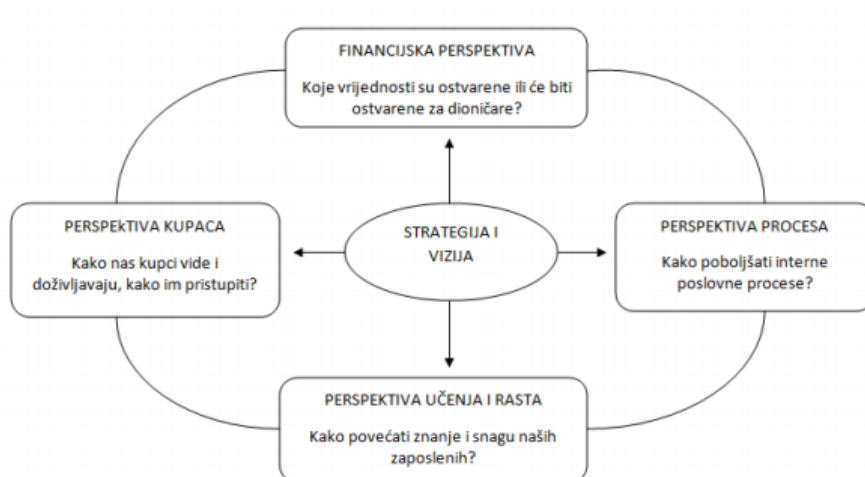 FINANCIJSKA PERSPEKTIVA
Koje vrijednosti su ostvarene ili će biti
ostvarene za dioničare?
PERSPEkTIVA KUPACA
Kako nas kupci vide i
doživljavaju, kako im pristupiti?
STRATEGIJA I
VIZIJA
PERSPEKTIVA PROCESA
Kako poboljšati interne
poslovne procese?
PERSPEKTIVA UČENJA I RASTA
Kako povećati znanje i snagu naših
zaposlenih?